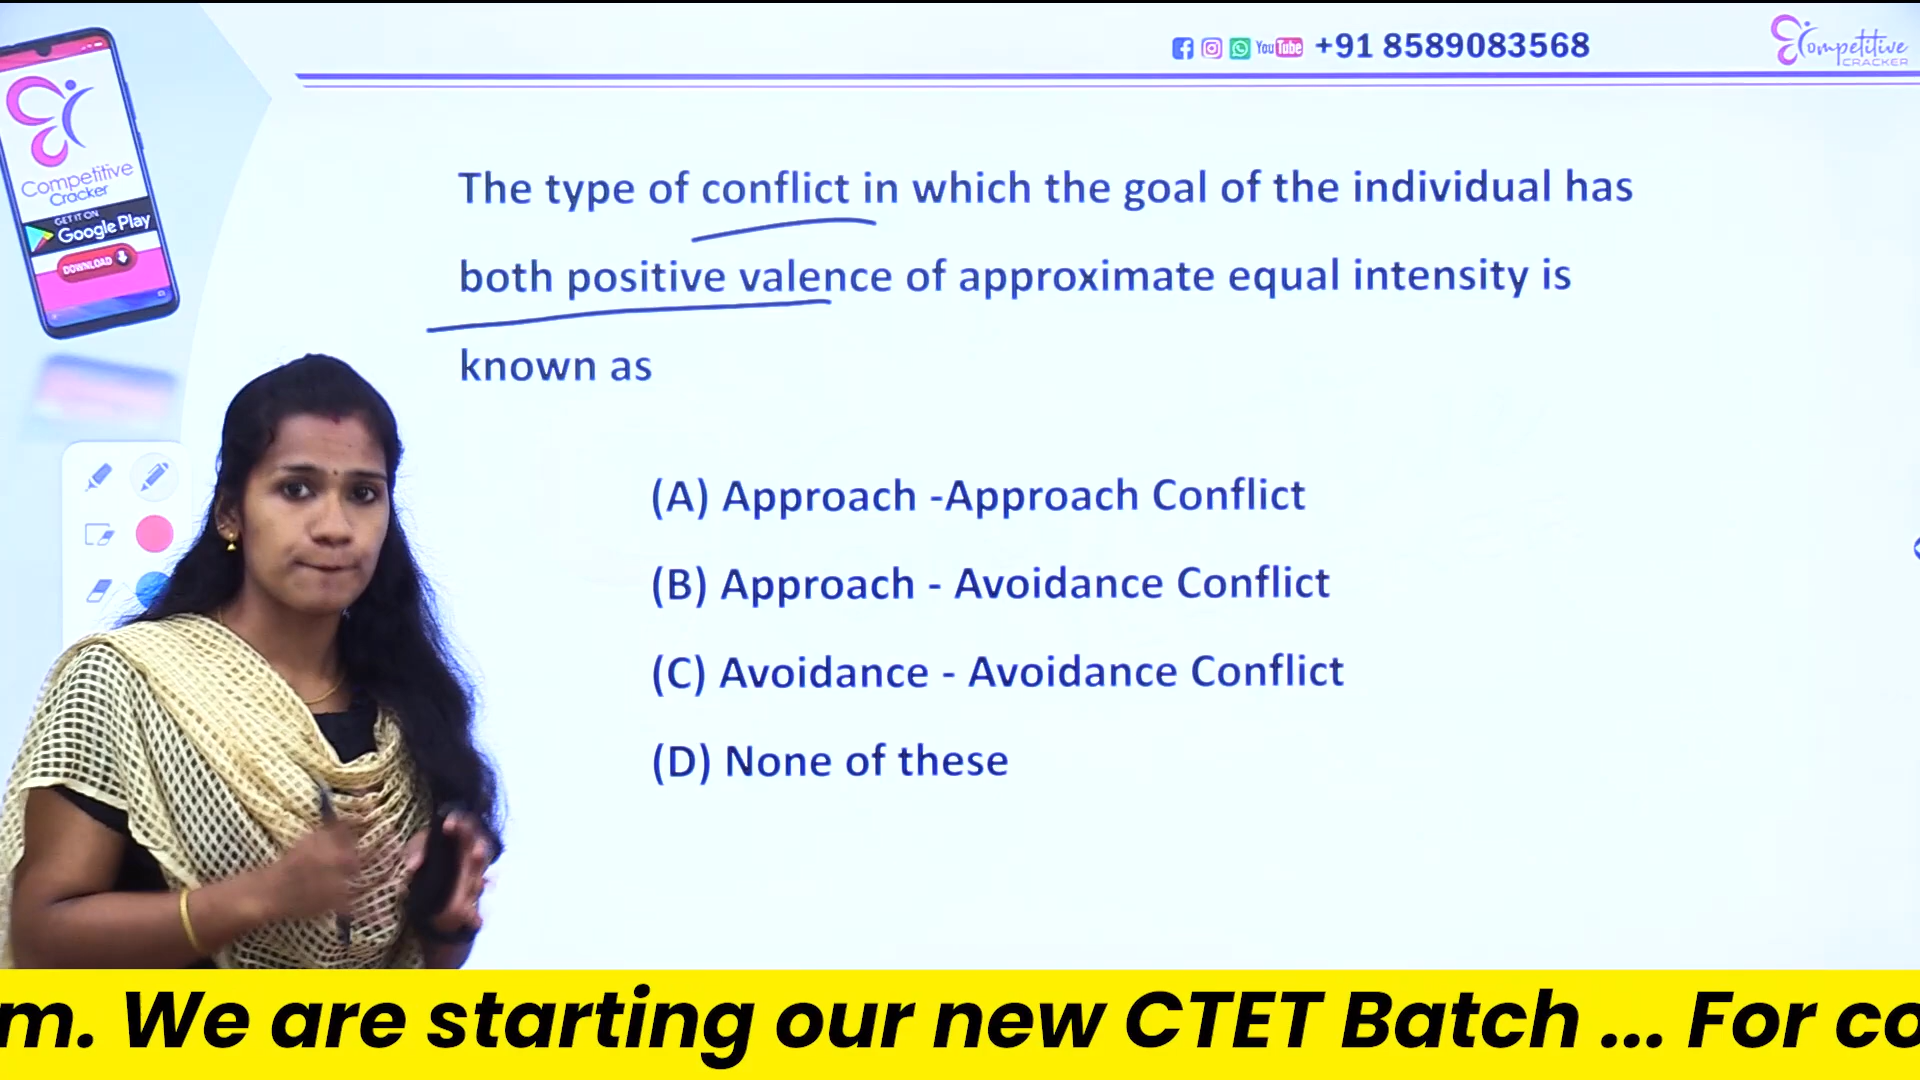 You Tube +91 8589083568
Competitive
CRACKER
Competitive
Cracker
GET IT ON
Google Play
DOWNLOAD
The type of conflict in which the goal of the individual has
both positive valence of approximate equal intensity is
known as
(A) Approach -Approach Conflict
(B) Approach - Avoidance Conflict
(C) Avoidance - Avoidance Conflict
(D) None of these
m. We are starting our new CTET Batch ... For co